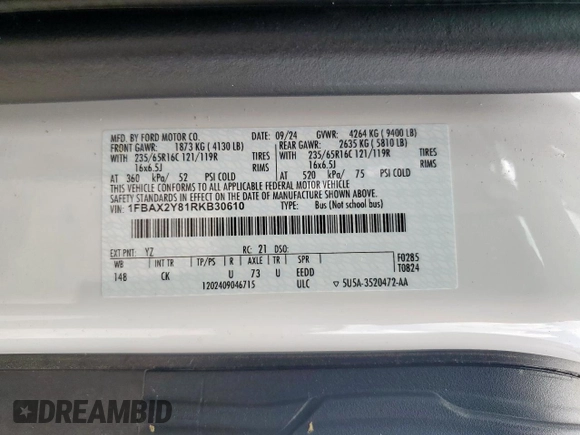 MFD. BY FORD MOTOR CO. DATE: 09/24 GVWR: 4264 KG ( 9400 LB)
FRONT GAWR: 1873 KG ( 4130 LB) REAR GAWR: 2635 KG ( 5810 LB)
WITH 235/65R16C 121/119R TIRES WITH 235/65R16C 121/119R TIRES
16x6.5J RIMS 16x6.5J RIMS
AT 360 kPa/ 52 PSI COLD AT 520 kPa/ 75 PSI COLD
THIS VEHICLE CONFORMS TO ALL APPLICABLE FEDERAL MOTOR VEHICLE
SAFETY STANDARDS IN EFFECT ON THE DATE OF MANUFACTURE SHOWN ABOVE.
VIN: 1FBAX2Y81RKB30610 TYPE: Bus (Not School bus)
EXT PNT: YZ RC: 21 DSO:
WB INT TR TP/PS R AXLE TR SPR F0285
148 CK U 73 U EEDD T0824
1202409046715 ULC ▽ 5U5A-3520472-AA
DREAMBID